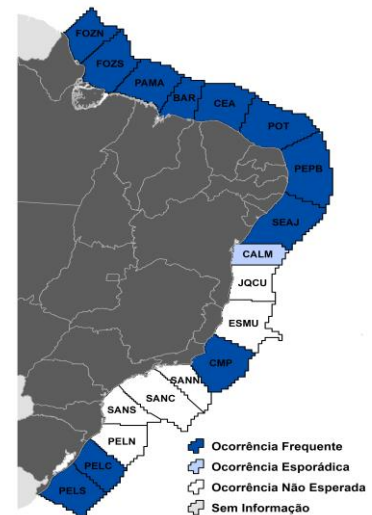 FOZN
FOZS
PAMA
BAR
CEA
POT
PEPB
SEAJ
CALM
JQCU
ESMU
CMP
SANN
SANC
SANS
PELN
PELC
PELS
Ocorrência Frequente
Ocorrência Esporádica
Ocorrência Não Esperada
Sem Informação